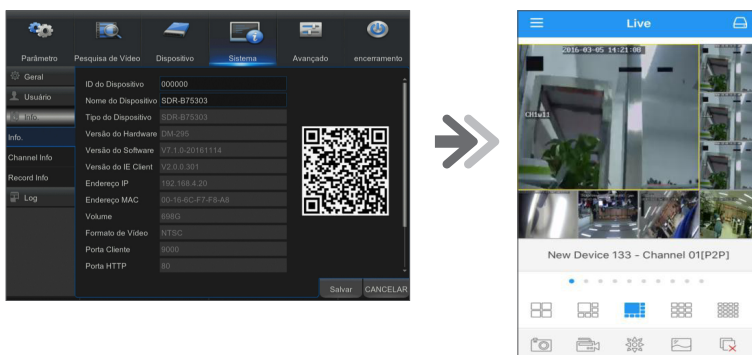 Parâmetro Pesquisa de Vídeo Dispositivo Sistema Avançado encerramento
Geral
Usuário
Info.
Info.
Channel Info
Record Info
Log
ID do Dispositivo 000000
Nome do Dispositivo SDR-B75303
Tipo do Dispositivo SDR-B75303
Versão do Hardware DM-295
Versão do Software V7.1.0-20161114
Versão do IE Client V2.0.0.301
Endereço IP 192.168.4.20
Endereço MAC 00-16-6C-F7-F6-A8
Volume 698G
Formato de Vídeo NTSC
Porta Cliente 9000
Porta HTTP 80
Salvar CANCELAR
Live
2016-03-05 14:21:00
New Device 133 - Channel 01[P2P]